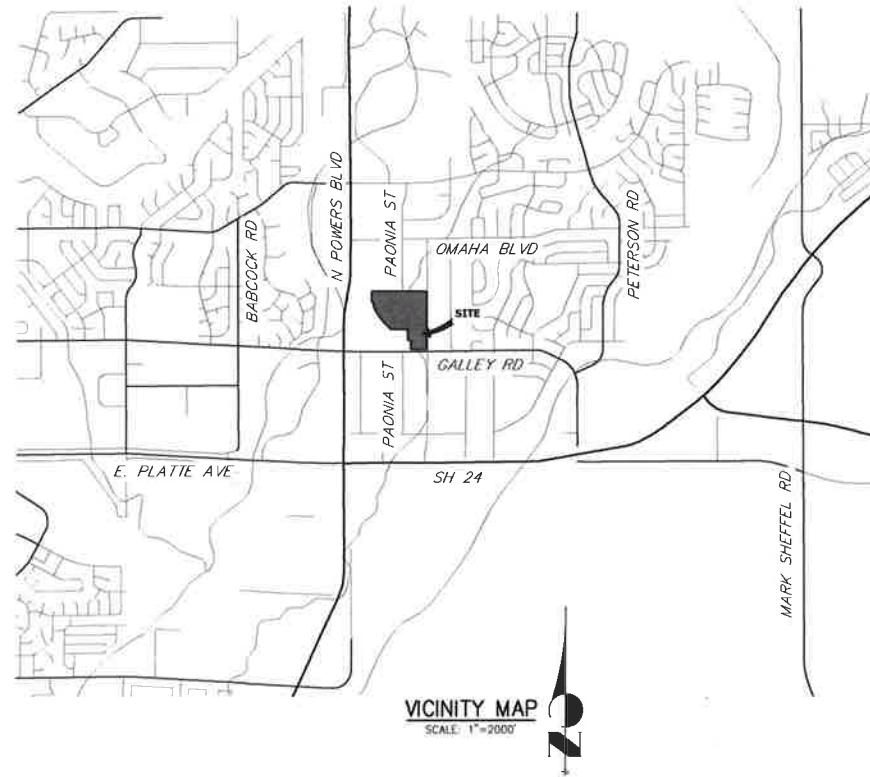 N POWERS BLVD
PAONIA ST
BABCOCK RD
OMAHA BLVD
PETERSON RD
SITE
GALLEY RD
PAONIA ST
E. PLATTE AVE
SH 24
MARK SHEFFEL RD
VICINITY MAP
SCALE: 1"=2000'
N